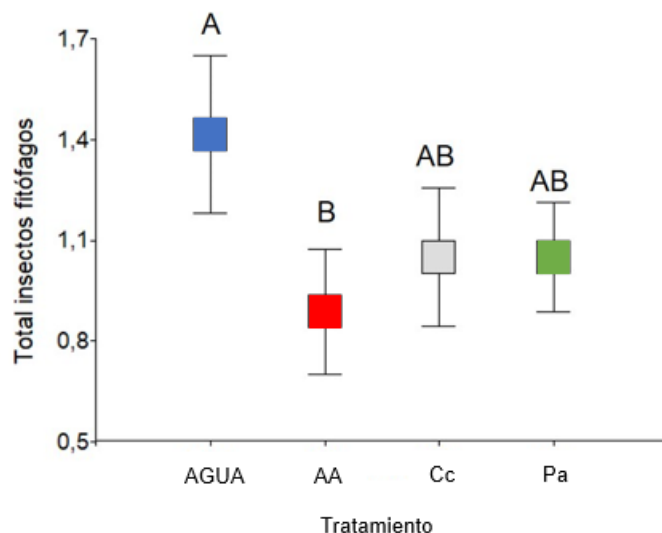 1,7
A
1,4
AB
AB
B
1,1
0,8
0,5
Total insectos fitófagos
AGUA AA Cc Pa
Tratamiento